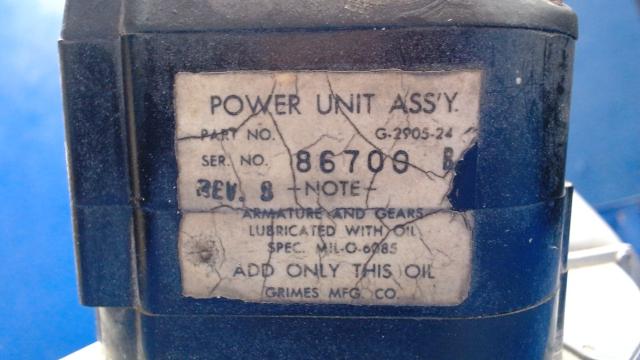 POWER UNIT ASS'Y.
PART NO. G-2905-24
SER. NO. 86700 B
REV. 8 -NOTE-
ARMATURE AND GEARS
LUBRICATED WITH OIL
SPEC. MIL-O-6085
ADD ONLY THIS OIL
GRIMES MFG. CO.